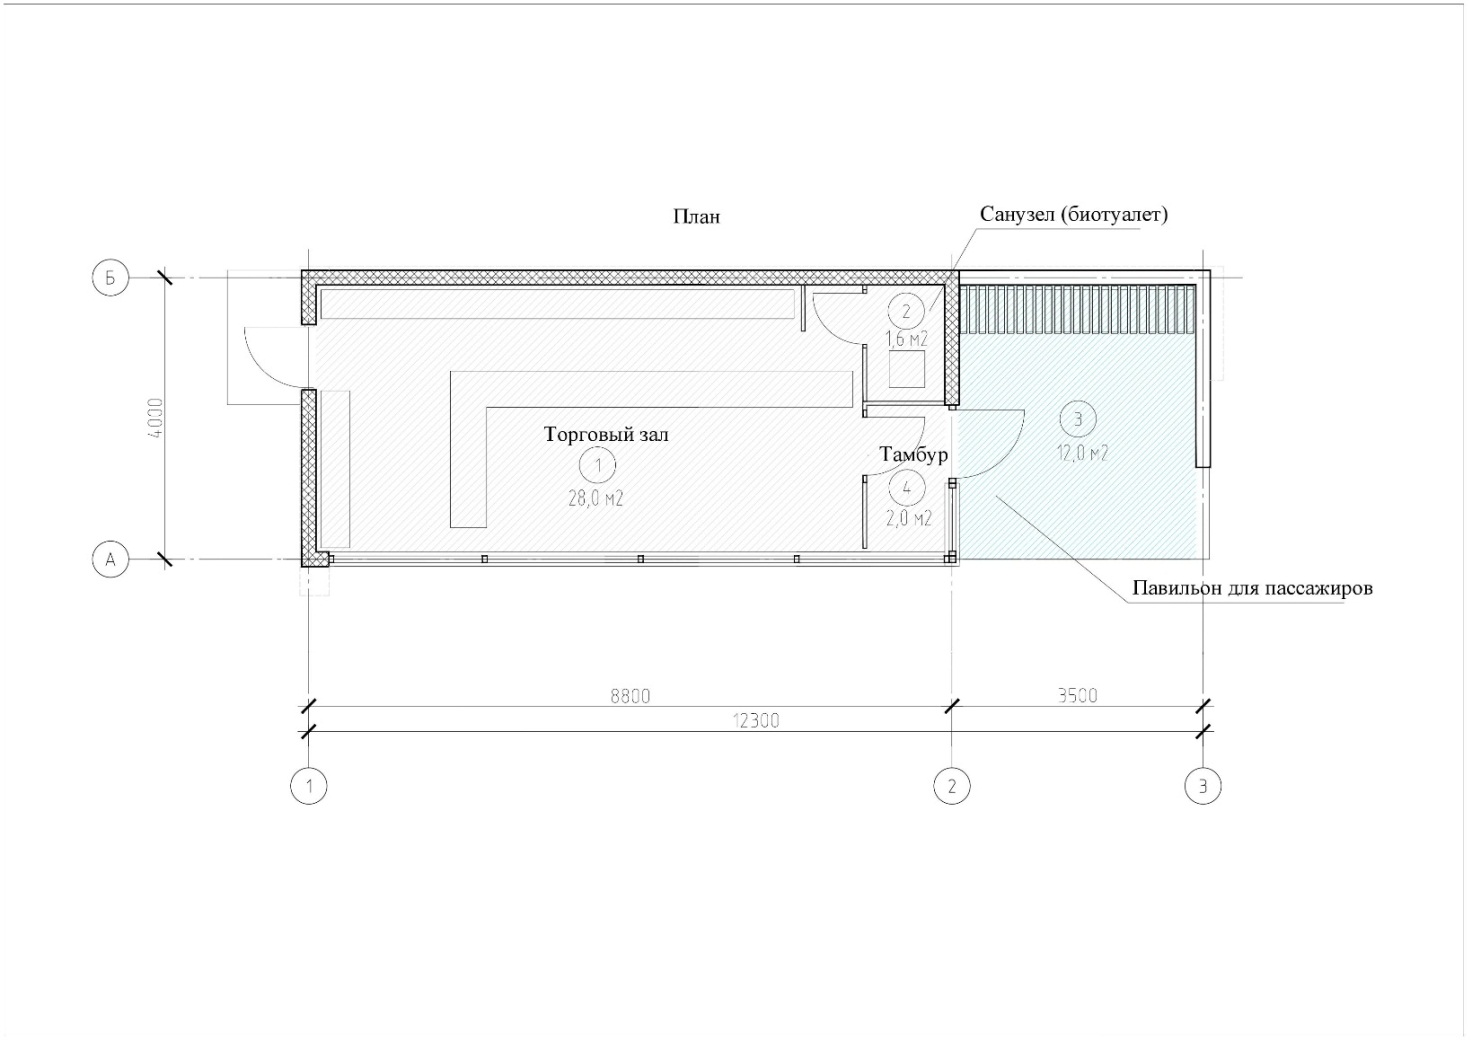 План
Санузел (биотуалет)
Б
2
1,6 м2
4000
3
12,0 м2
Торговый зал
1
28,0 м2
Тамбур
4
2,0 м2
А
Павильон для пассажиров
8800
3500
12300
1
2
3